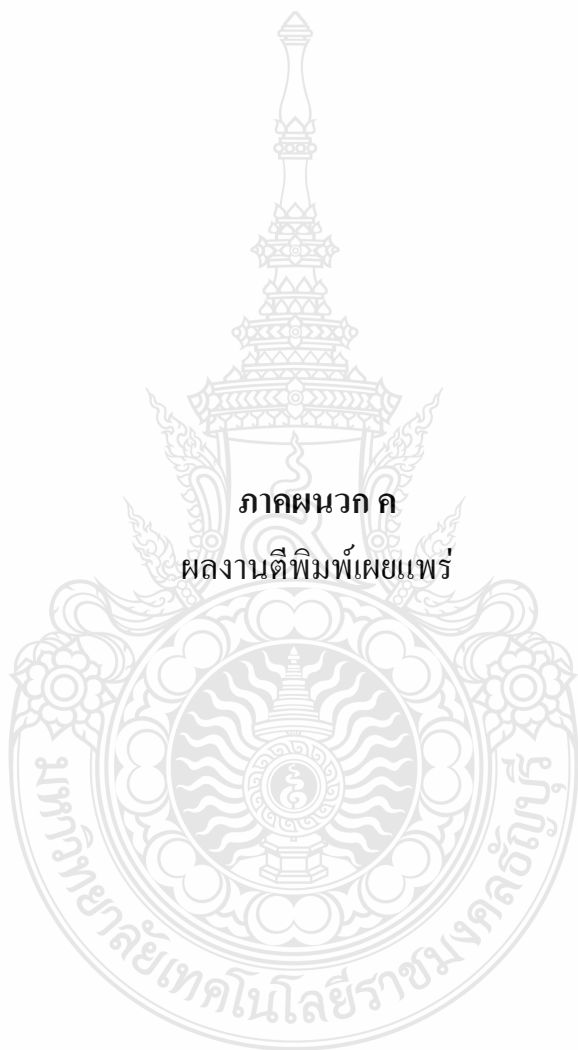 ภาคผนวก ค
ผลงานตีพิมพ์เผยแพร่
มหาวิทยาลัยเทคโนโลยีราชมงคลธัญบุรี